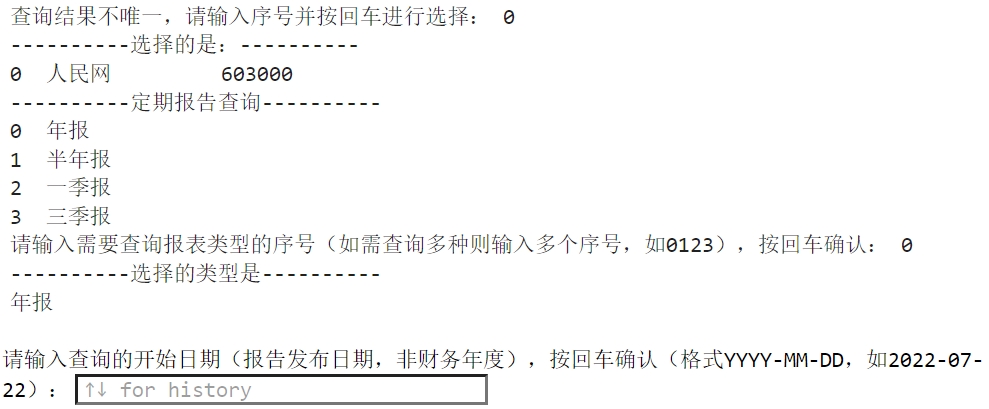 查询结果不唯一，请输入序号并按回车进行选择： 0
----------选择的是：----------
0  人民网         603000
----------定期报告查询----------
0  年报
1  半年报
2  一季报
3  三季报
请输入需要查询报表类型的序号（如需查询多种则输入多个序号，如0123），按回车确认： 0
----------选择的类型是----------
年报
请输入查询的开始日期（报告发布日期，非财务年度），按回车确认（格式YYYY-MM-DD，如2022-07-
22）： ↑↓ for history